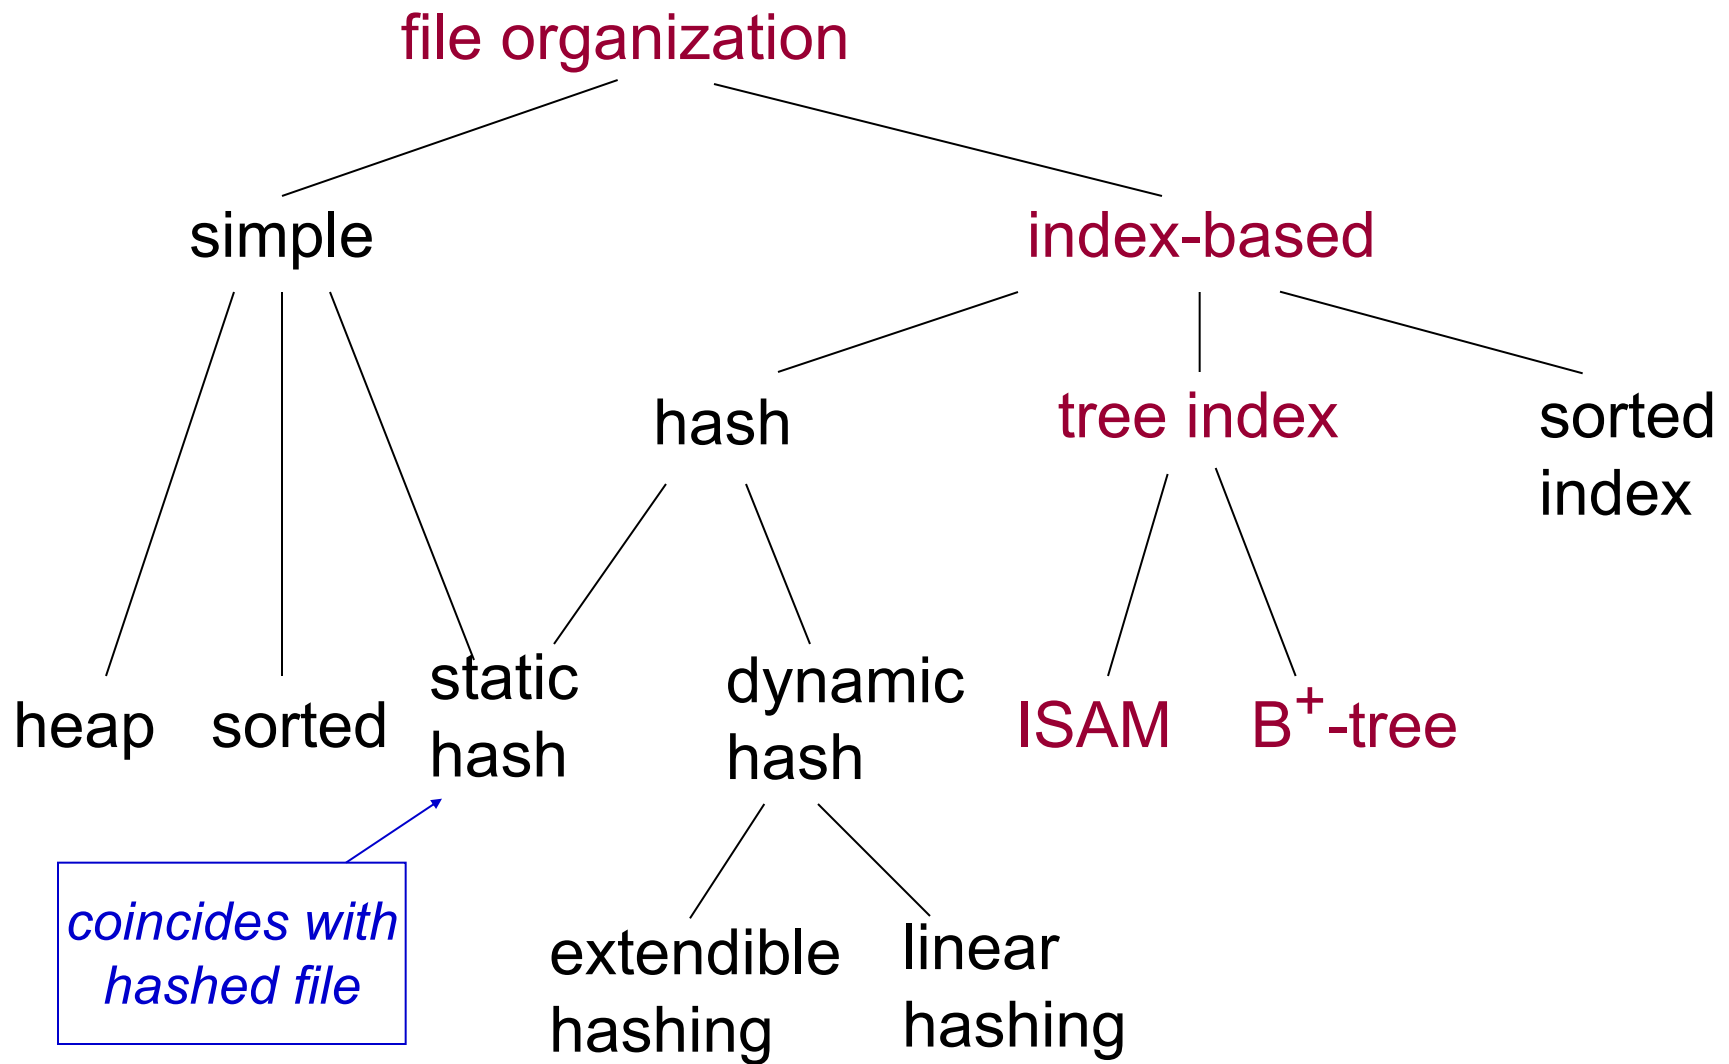 file organization
simple
index-based
hash
tree index
sorted
index
heap
sorted
static
hash
dynamic
hash
ISAM
B⁺-tree
coincides with
hashed file
extendible
hashing
linear
hashing